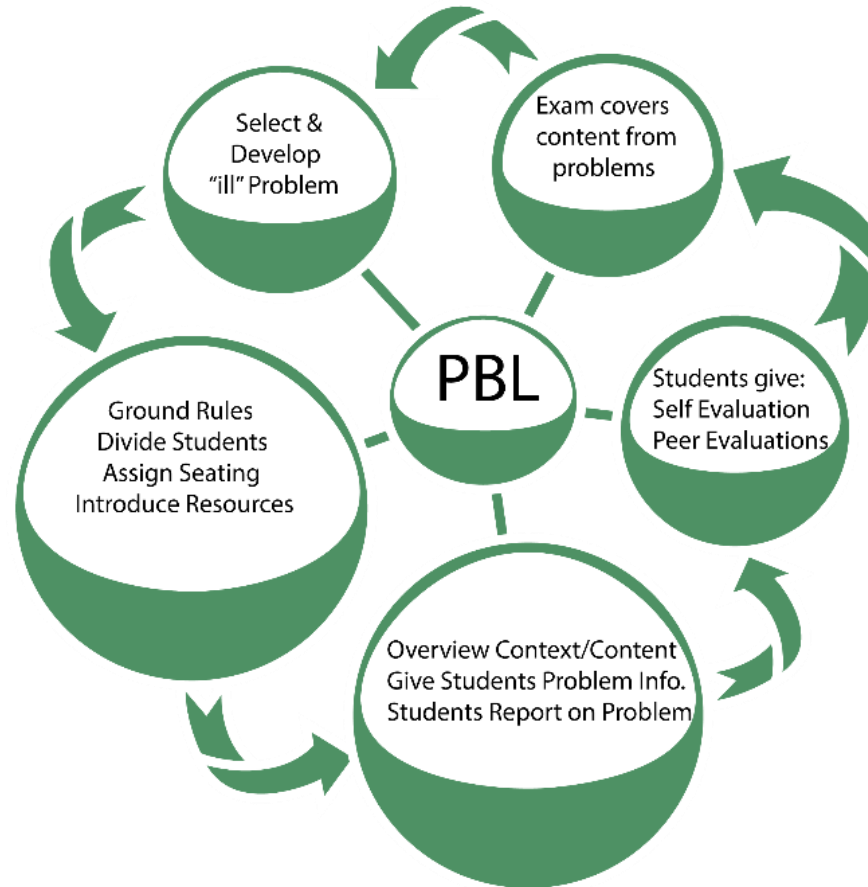 Select &
Develop
“ill” Problem
Exam covers
content from
problems
PBL
Ground Rules
Divide Students
Assign Seating
Introduce Resources
Students give:
Self Evaluation
Peer Evaluations
Overview Context/Content
Give Students Problem Info.
Students Report on Problem